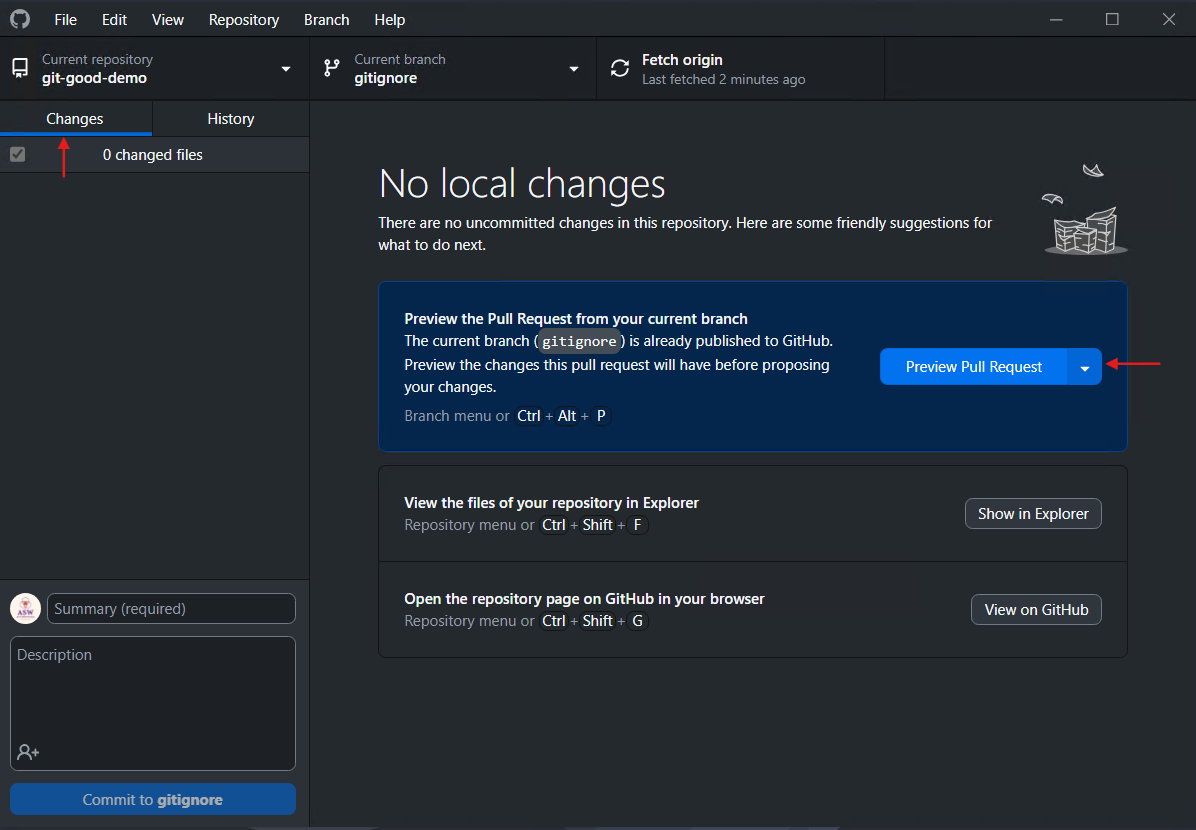 File Edit View Repository Branch Help
Current repository
git-good-demo
Current branch
gitignore
Fetch origin
Last fetched 2 minutes ago
Changes
History
0 changed files
No local changes
There are no uncommitted changes in this repository. Here are some friendly suggestions for
what to do next.
Preview the Pull Request from your current branch
The current branch (gitignore) is already published to GitHub.
Preview the changes this pull request will have before proposing
your changes.
Branch menu or Ctrl + Alt + P
Preview Pull Request
View the files of your repository in Explorer
Repository menu or Ctrl + Shift + F
Show in Explorer
Open the repository page on GitHub in your browser
Repository menu or Ctrl + Shift + G
View on GitHub
ASW
Summary (required)
Description
Commit to gitignore